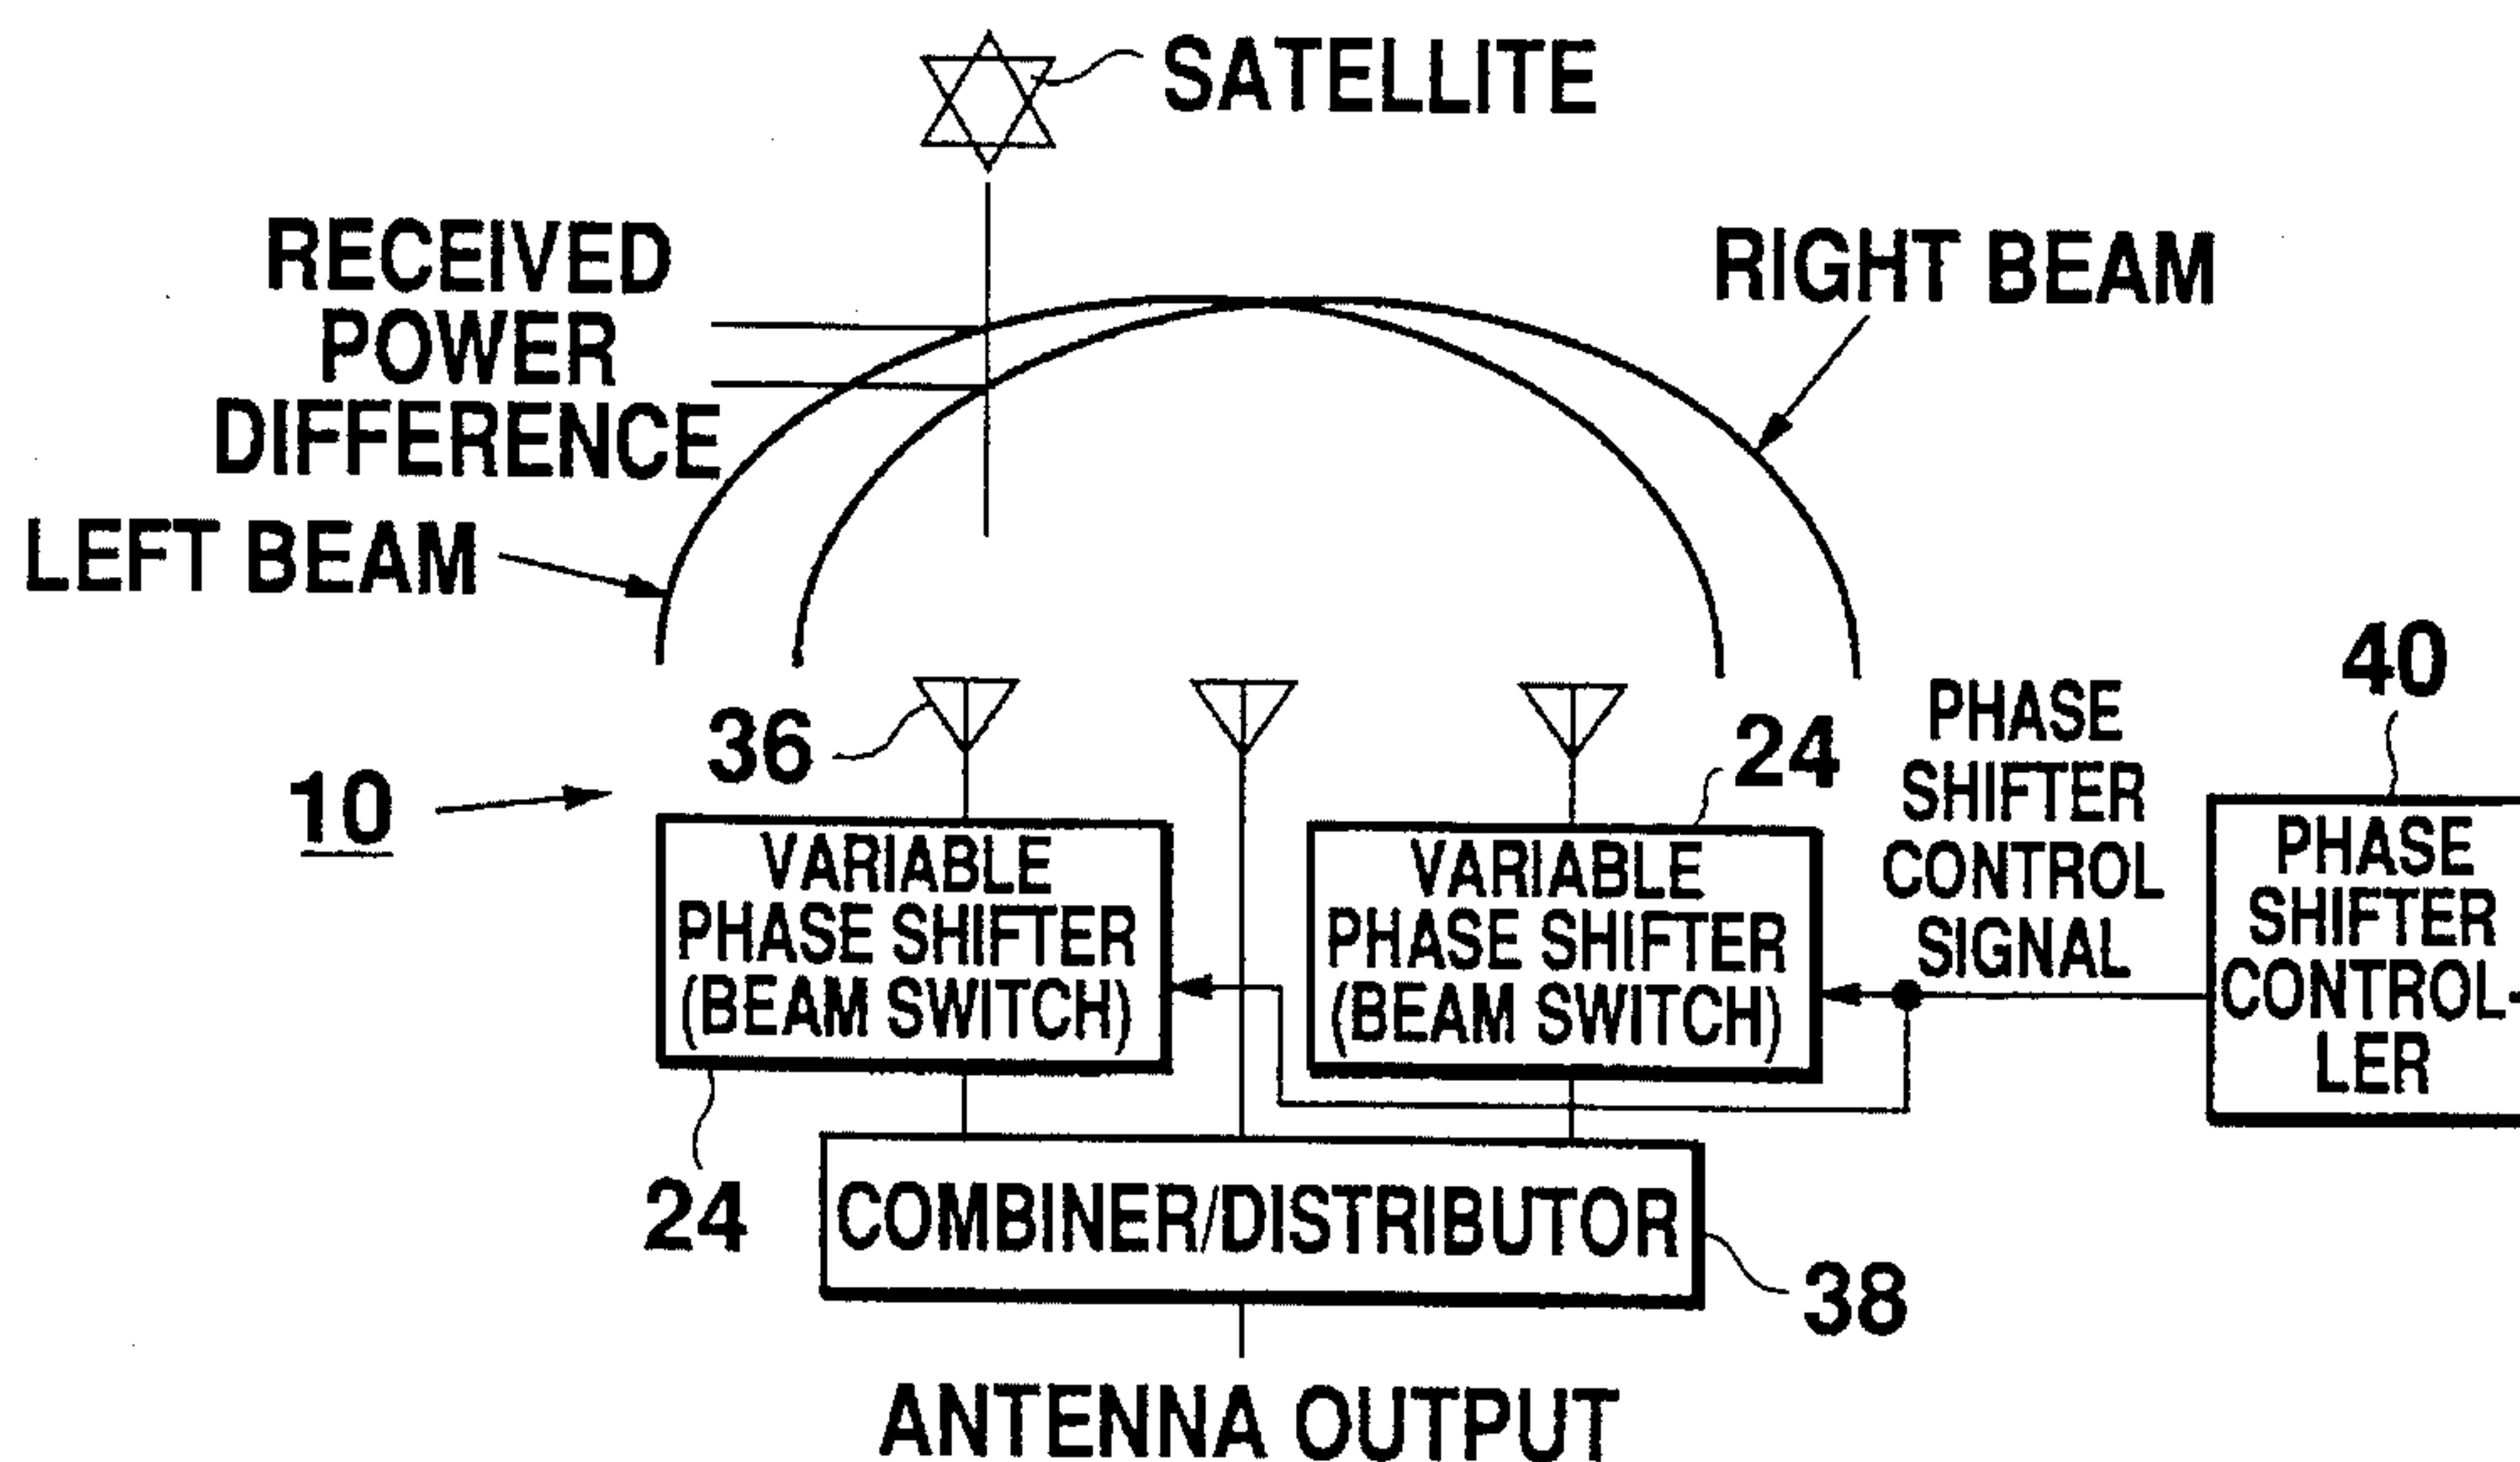 SATELLITE
RECEIVED
POWER
DIFFERENCE
RIGHT BEAM
LEFT BEAM
40
36
24
PHASE
SHIFTER
CONTROL
SIGNAL
10
VARIABLE
PHASE SHIFTER
(BEAM SWITCH)
VARIABLE
PHASE SHIFTER
(BEAM SWITCH)
PHASE
SHIFTER
CONTROL-
LER
24
COMBINER/DISTRIBUTOR
38
ANTENNA OUTPUT